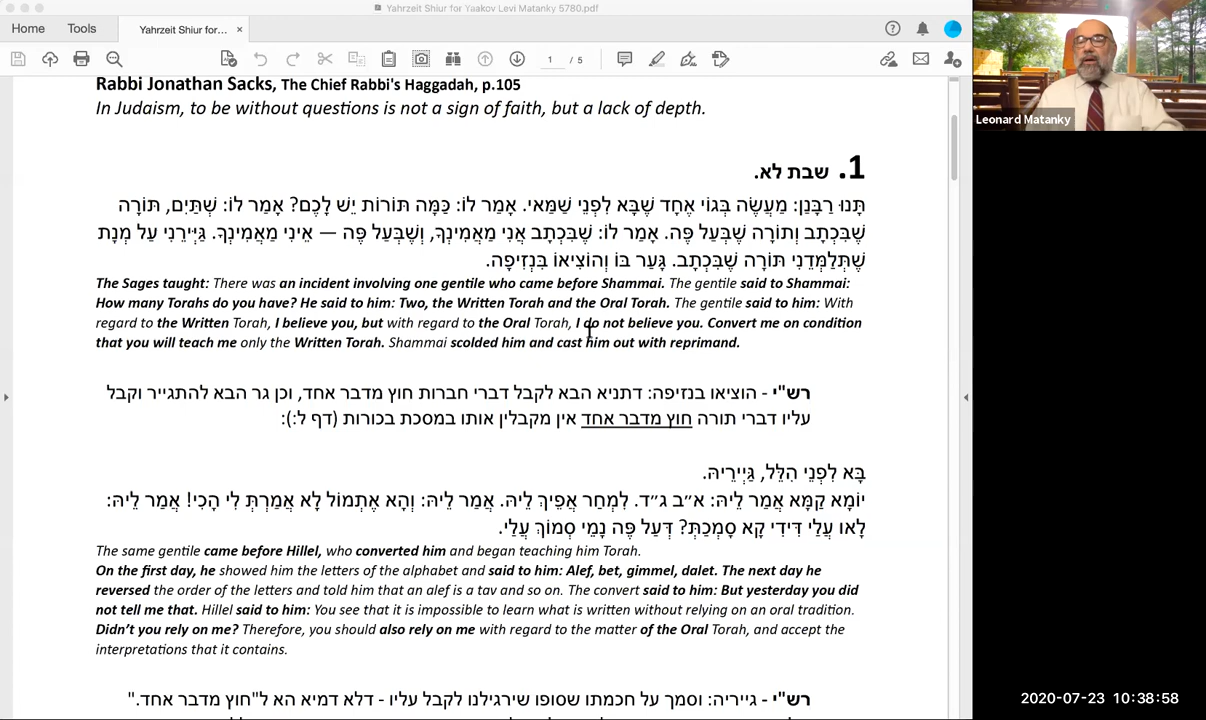 Yahrzeit Shiur for Yaakov Levi Matanky 5780.pdf
Home
Tools
Yahrzeit Shiur for...
×
1 / 5
Rabbi Jonathan Sacks, The Chief Rabbi's Haggadah, p.105
In Judaism, to be without questions is not a sign of faith, but a lack of depth.
1. שבת לא.
תָּנוּ רַבָּנַן: מַעֲשֶׂה בְּגוֹי אֶחָד שֶׁבָּא לִפְנֵי שַׁמַּאי. אָמַר לוֹ: כַּמָּה תּוֹרוֹת יֵשׁ לָכֶם? אָמַר לוֹ: שְׁתַּיִם, תּוֹרָה
שֶׁבִּכְתָב וְתוֹרָה שֶׁבְּעַל פֶּה. אָמַר לוֹ: שֶׁבִּכְתָב אֲנִי מַאֲמִינְךָ, וְשֶׁבְּעַל פֶּה — אֵינִי מַאֲמִינְךָ. גַּיְּירֵנִי עַל מְנָת
שֶׁתְּלַמְּדֵנִי תּוֹרָה שֶׁבִּכְתָב. גָּעַר בּוֹ וְהוֹצִיאוֹ בִּנְזִיפָה.
The Sages taught: There was an incident involving one gentile who came before Shammai. The gentile said to Shammai:
How many Torahs do you have? He said to him: Two, the Written Torah and the Oral Torah. The gentile said to him: With
regard to the Written Torah, I believe you, but with regard to the Oral Torah, I do not believe you. Convert me on condition
that you will teach me only the Written Torah. Shammai scolded him and cast him out with reprimand.
רש"י - הוציאו בנזיפה: דתניא הבא לקבל דברי חברות חוץ מדבר אחד, וכן גר הבא להתגייר וקבל
עליו דברי תורה חוץ מדבר אחד אין מקבלין אותו במסכת בכורות (דף ל:):
בָּא לִפְנֵי הִלֵּל, גַּיְירֵיהּ.
יוֹמָא קַמָּא אֲמַר לֵיהּ: א״ב ג״ד. לִמְחַר אֲפֵיךְ לֵיהּ. אֲמַר לֵיהּ: וְהָא אֶתְמוֹל לָא אֲמַרְתְּ לִי הָכִי! אֲמַר לֵיהּ:
לָאו עֲלַי דִּידִי קָא סָמְכַתְּ? דְּעַל פֶּה נָמֵי סְמוֹךְ עֲלַי.
The same gentile came before Hillel, who converted him and began teaching him Torah.
On the first day, he showed him the letters of the alphabet and said to him: Alef, bet, gimmel, dalet. The next day he
reversed the order of the letters and told him that an alef is a tav and so on. The convert said to him: But yesterday you did
not tell me that. Hillel said to him: You see that it is impossible to learn what is written without relying on an oral tradition.
Didn't you rely on me? Therefore, you should also rely on me with regard to the matter of the Oral Torah, and accept the
interpretations that it contains.
רש"י - גייריה: וסמך על חכמתו שסופו שירגילנו לקבל עליו - דלא דמיא הא ל"חוץ מדבר אחד."
Leonard Matanky
2020-07-23 10:38:58